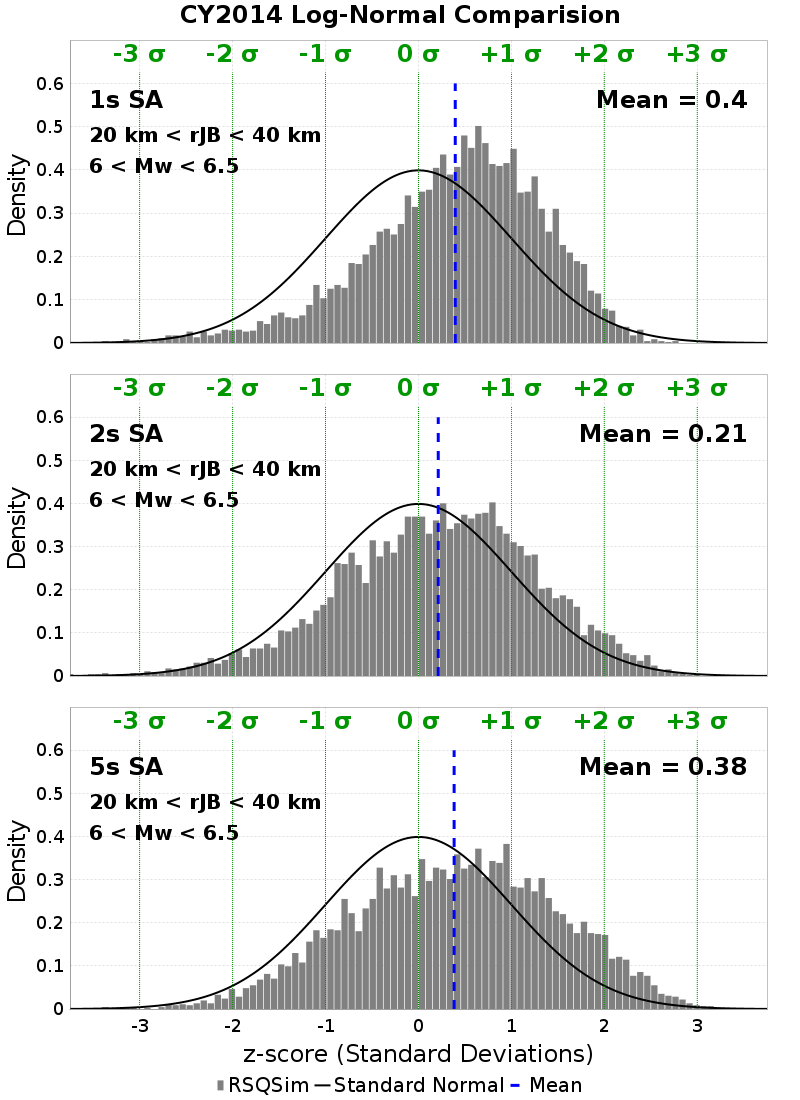 CY2014 Log-Normal Comparision
-3 σ -2 σ -1 σ 0 σ +1 σ +2 σ +3 σ
1s SA Mean = 0.4
20 km < rJB < 40 km
6 < Mw < 6.5
0.6
0.5
0.4
0.3
0.2
0.1
0
Density
-3 σ -2 σ -1 σ 0 σ +1 σ +2 σ +3 σ
2s SA Mean = 0.21
20 km < rJB < 40 km
6 < Mw < 6.5
0.6
0.5
0.4
0.3
0.2
0.1
0
Density
-3 σ -2 σ -1 σ 0 σ +1 σ +2 σ +3 σ
5s SA Mean = 0.38
20 km < rJB < 40 km
6 < Mw < 6.5
0.6
0.5
0.4
0.3
0.2
0.1
0
Density
-3 -2 -1 0 1 2 3
z-score (Standard Deviations)
RSQSim Standard Normal Mean